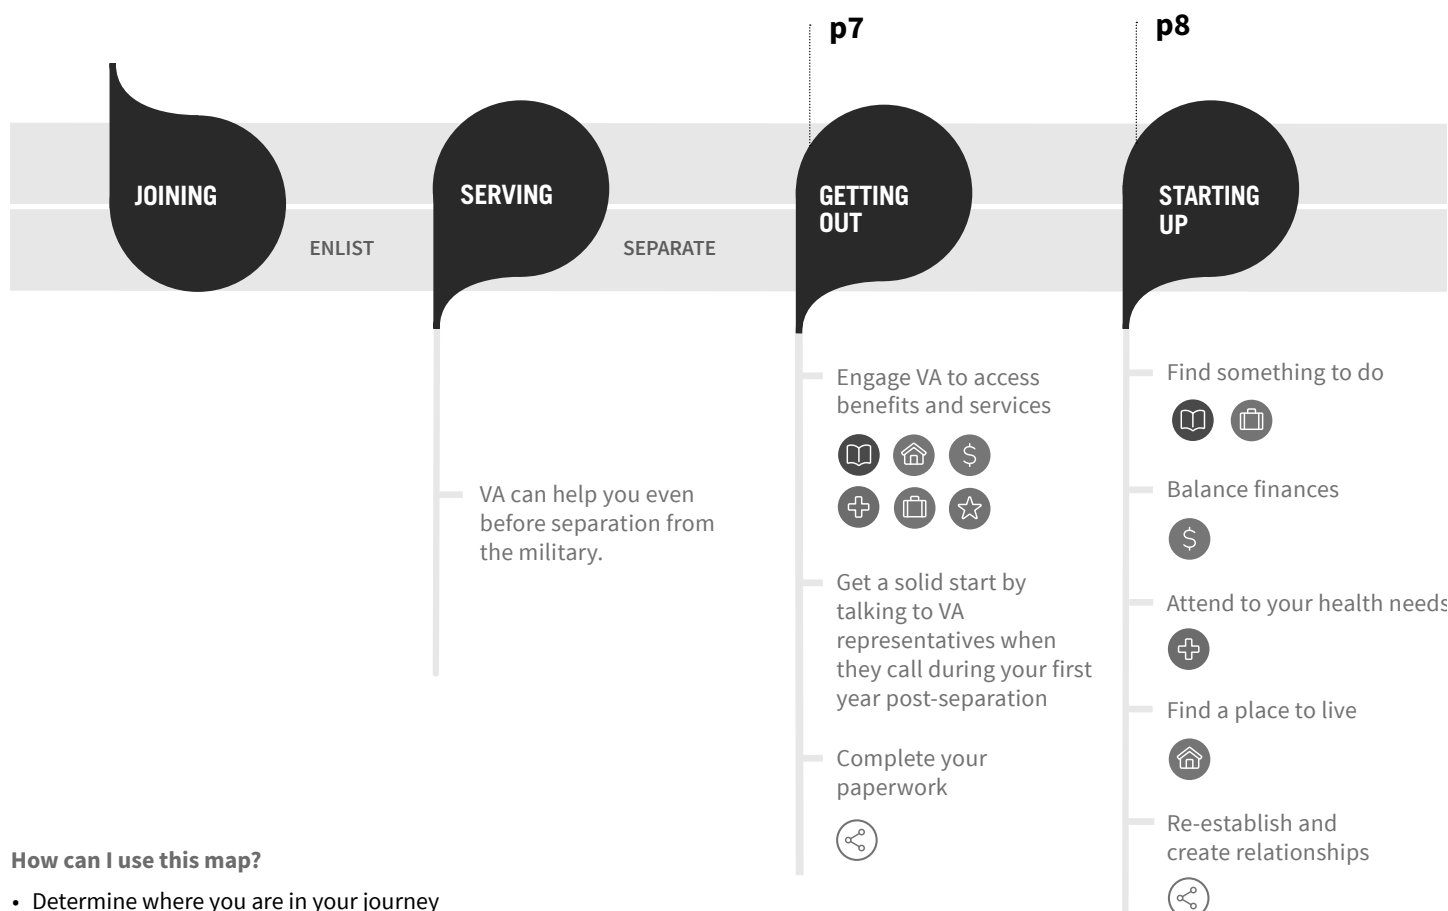 p7
p8
JOINING
ENLIST
SERVING
SEPARATE
GETTING
OUT
STARTING
UP
VA can help you even
before separation from
the military.
Engage VA to access
benefits and services
Get a solid start by
talking to VA
representatives when
they call during your first
year post-separation
Complete your
paperwork
Find something to do
Balance finances
Attend to your health needs
Find a place to live
Re-establish and
create relationships
How can I use this map?
• Determine where you are in your journey